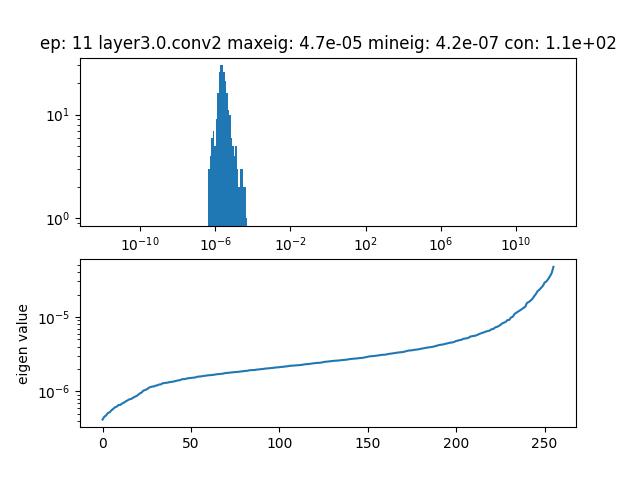 ep: 11 layer3.0.conv2 maxeig: 4.7e-05 mineig: 4.2e-07 con: 1.1e+02
10¹
10⁰
10⁻¹⁰ 10⁻⁶ 10⁻² 10² 10⁶ 10¹⁰
eigen value
10⁻⁵
10⁻⁶
0 50 100 150 200 250